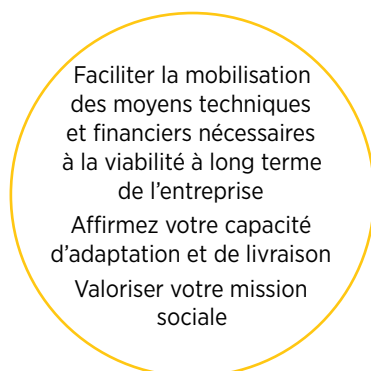 Faciliter la mobilisation
des moyens techniques
et financiers nécessaires
à la viabilité à long terme
de l’entreprise
Affirmez votre capacité
d’adaptation et de livraison
Valoriser votre mission
sociale